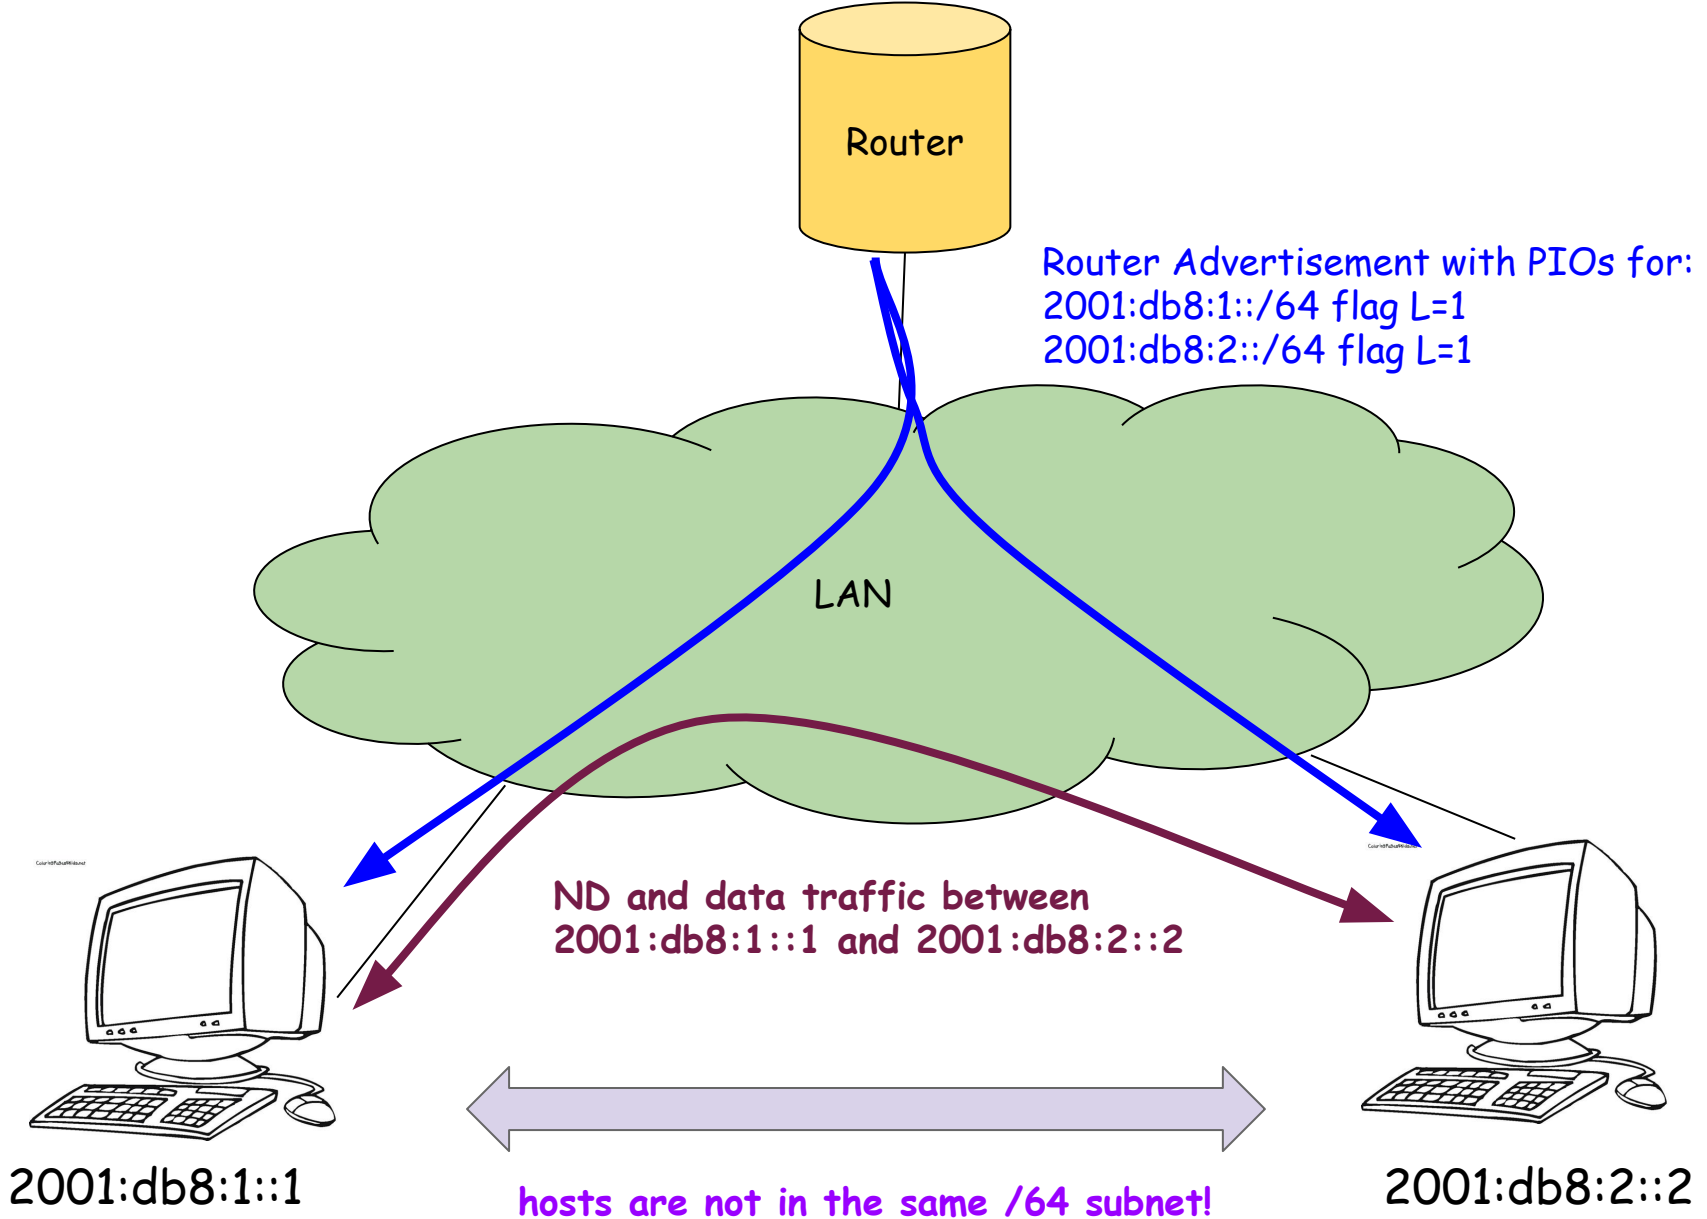 Router
Router Advertisement with PIOs for:
2001:db8:1::/64 flag L=1
2001:db8:2::/64 flag L=1
LAN
ND and data traffic between
2001:db8:1::1 and 2001:db8:2::2
2001:db8:1::1
hosts are not in the same /64 subnet!
2001:db8:2::2